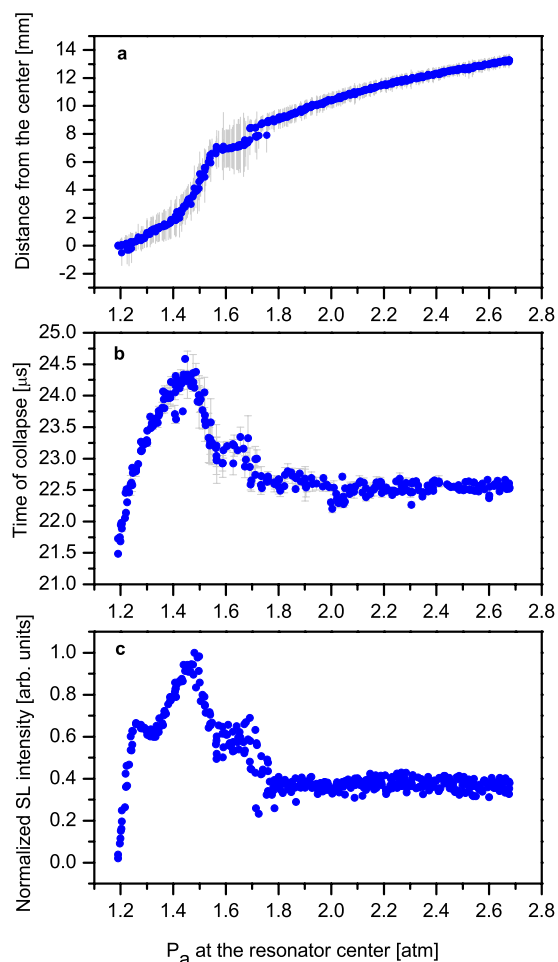 a
Distance from the center [mm]
14
12
10
8
6
4
2
0
-2
1.2 1.4 1.6 1.8 2.0 2.2 2.4 2.6 2.8
b
Time of collapse [µs]
25.0
24.5
24.0
23.5
23.0
22.5
22.0
21.5
21.0
1.2 1.4 1.6 1.8 2.0 2.2 2.4 2.6 2.8
c
Normalized SL intensity [arb. units]
1.0
0.8
0.6
0.4
0.2
0.0
1.2 1.4 1.6 1.8 2.0 2.2 2.4 2.6 2.8
Pa at the resonator center [atm]